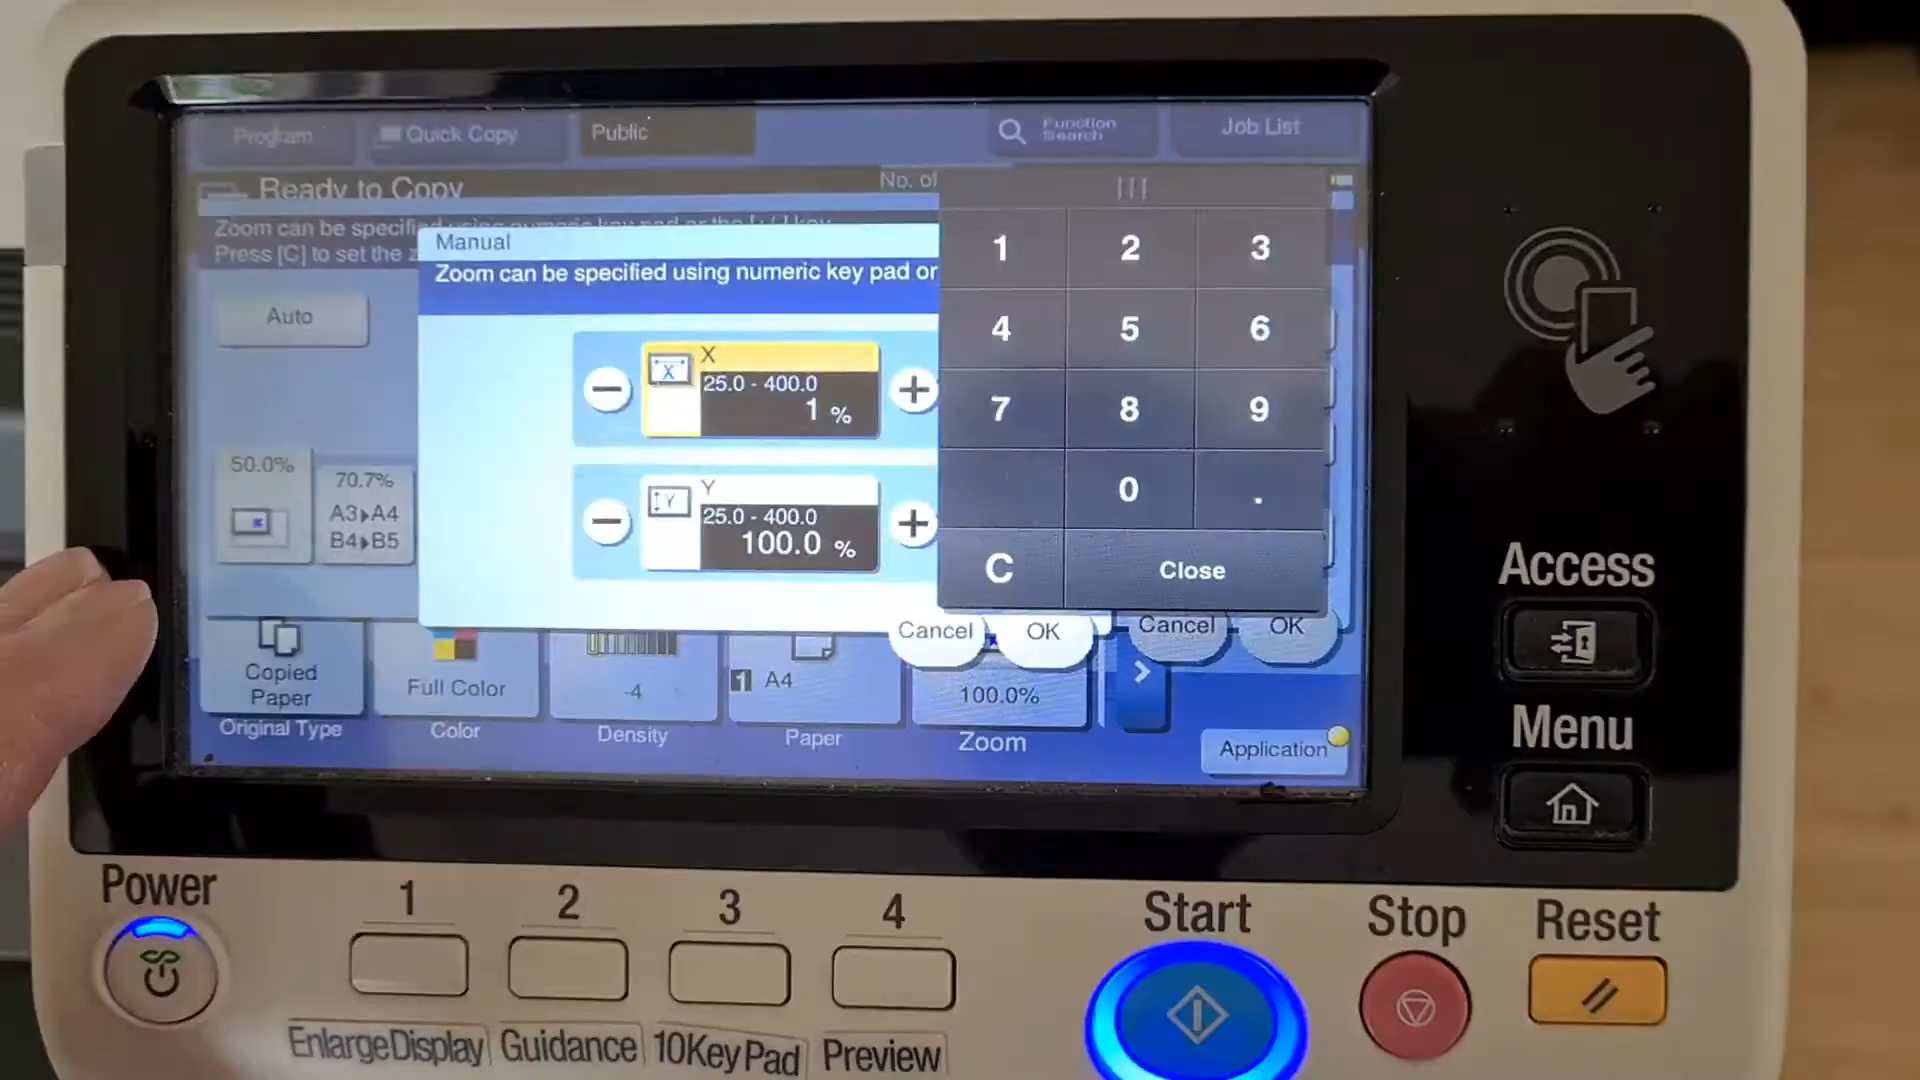 Program
Quick Copy
Public
Function
Search
Job List
Ready to Copy
No. of
Zoom can be specified using numeric key pad or the [+/-] key
Press [C] to set the z
Manual
Zoom can be specified using numeric key pad or
Auto
X
X
25.0 - 400.0
1 %
Y
Y
25.0 - 400.0
100.0 %
1 2 3
4 5 6
7 8 9
0 .
C Close
50.0%
70.7%
A3▸A4
B4▸B5
Cancel
OK
Cancel
OK
Copied
Paper
Original Type
Full Color
Color
-4
Density
1 A4
Paper
100.0%
Zoom
Application
Access
Menu
Power
1
2
3
4
Start
Stop
Reset
EnlargeDisplay
Guidance
10KeyPad
Preview